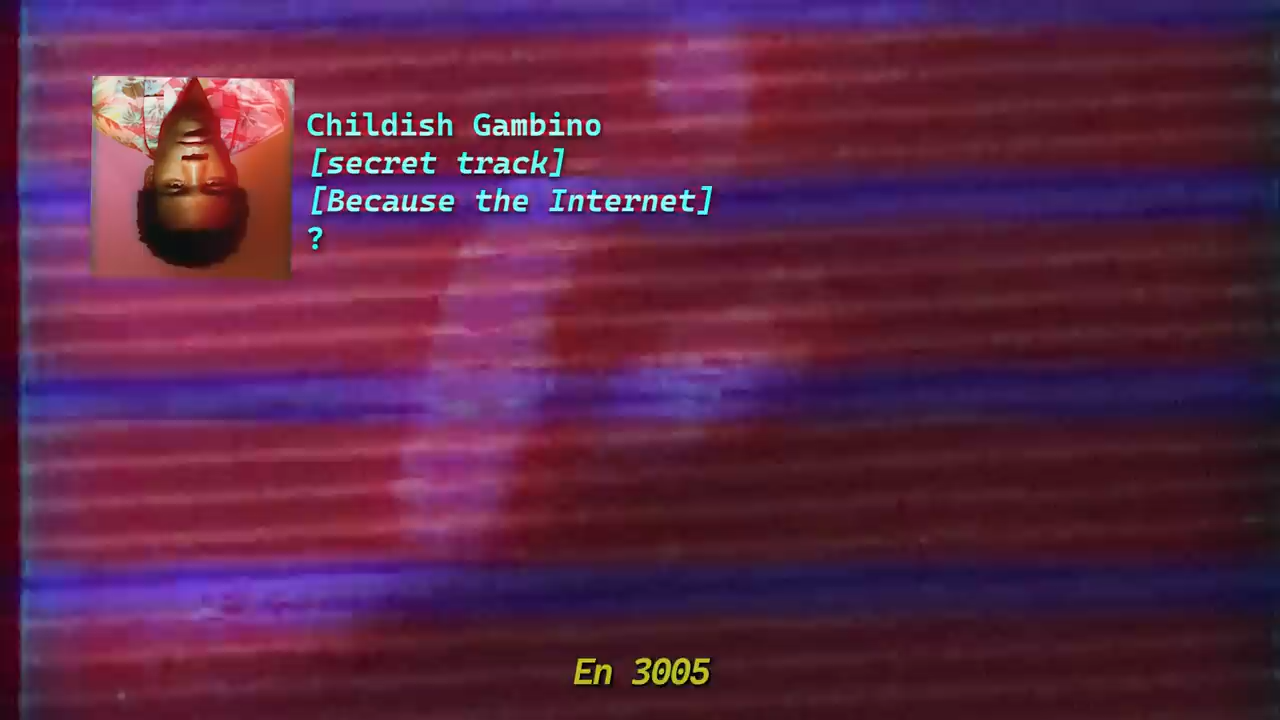 Childish Gambino
[secret track]
[Because the Internet]
?
En 3005